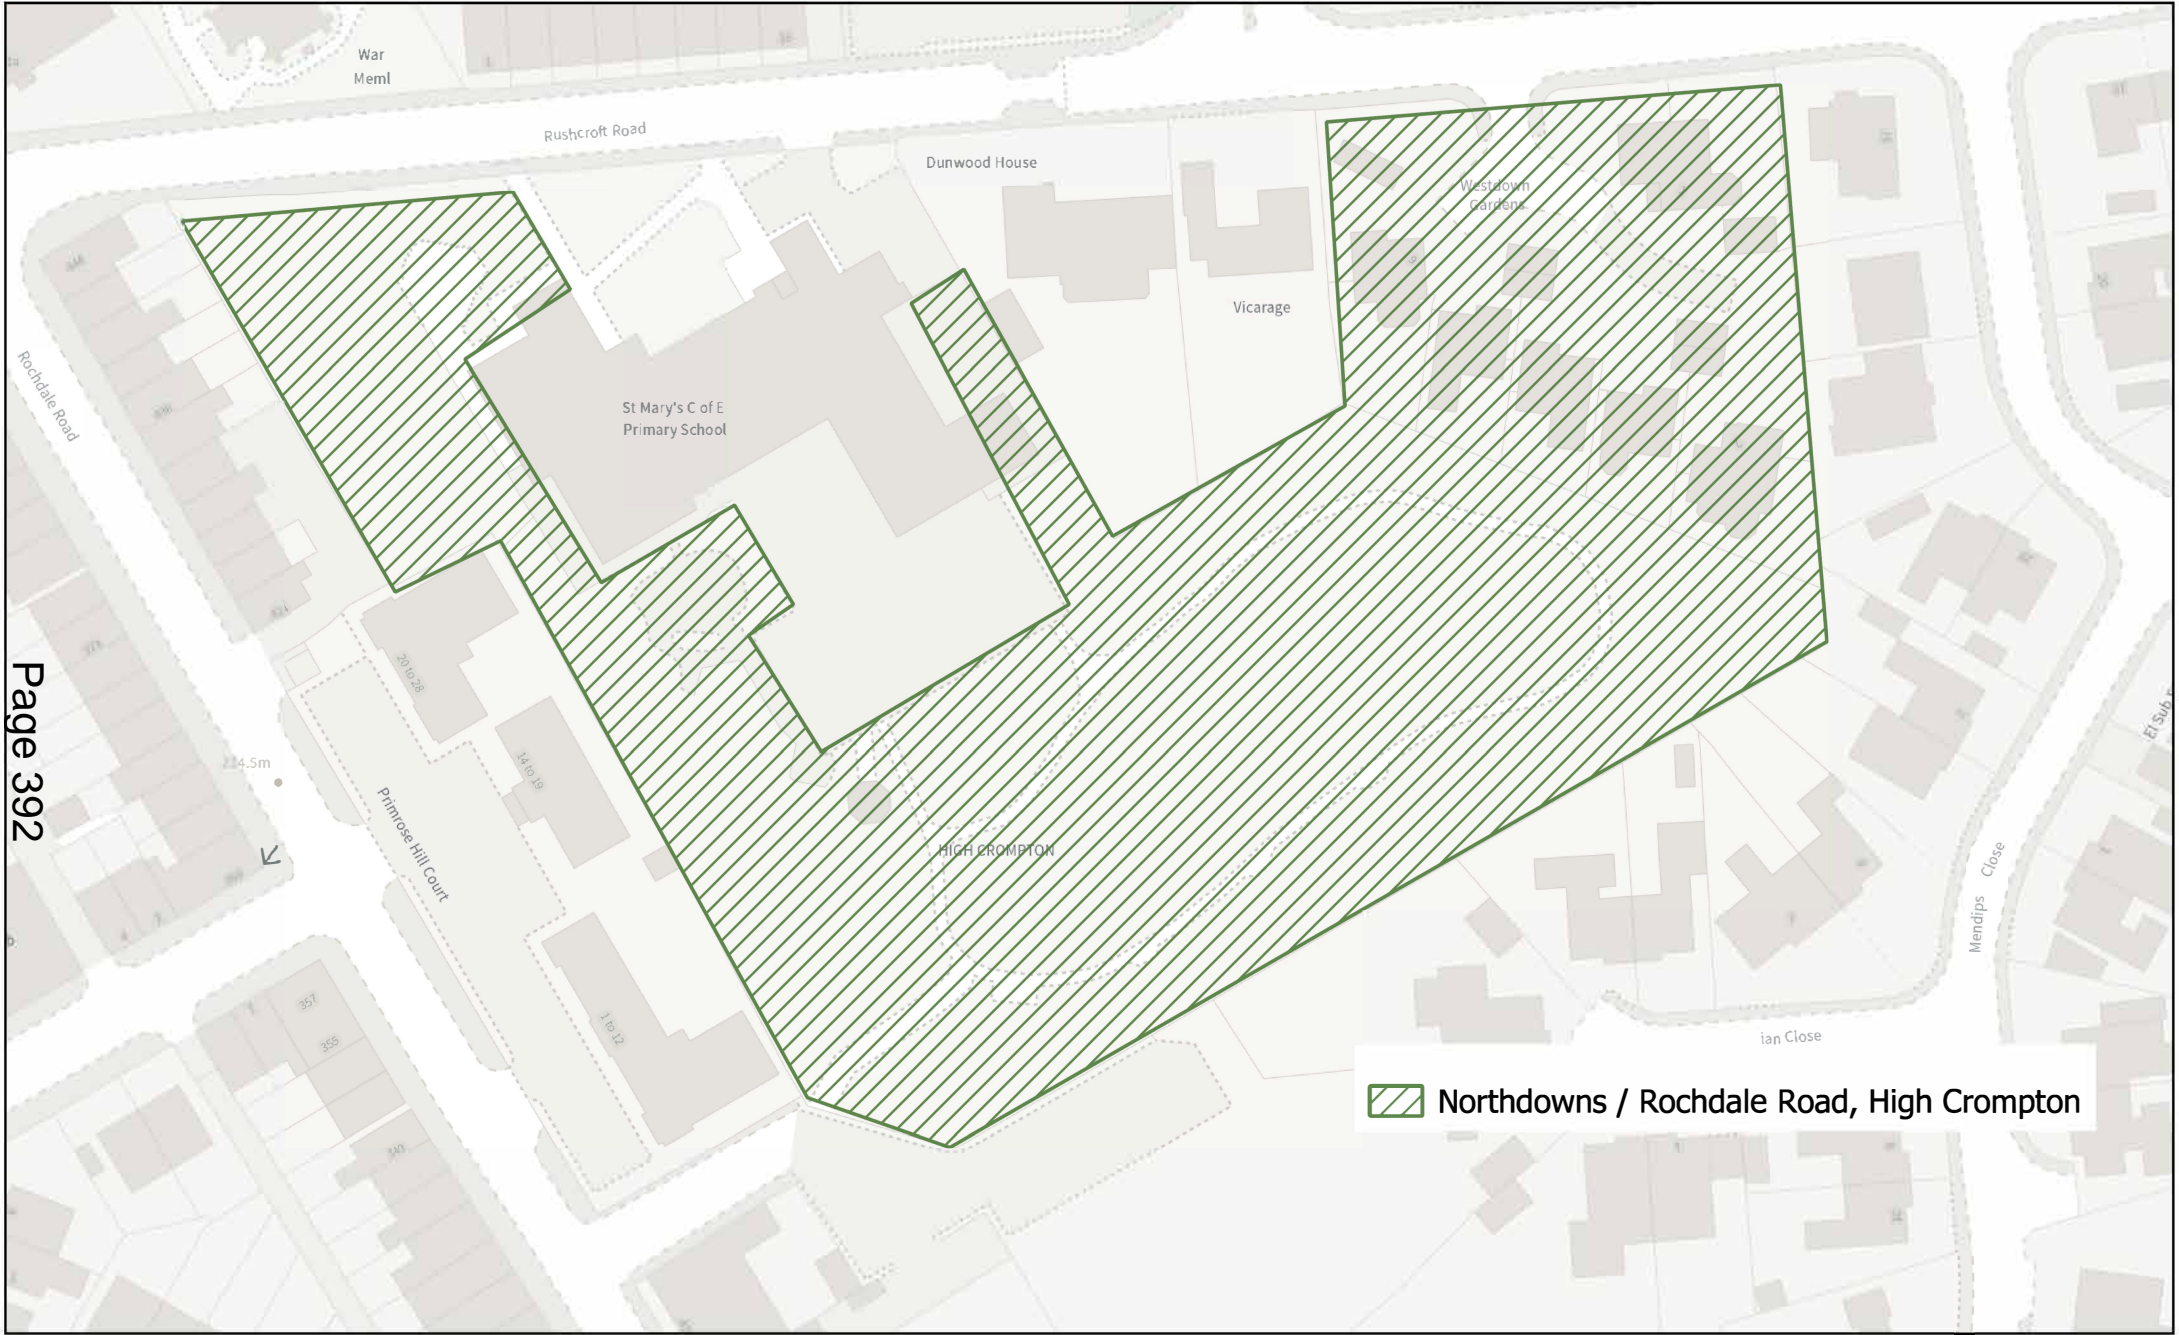 War
Meml
Rushcroft Road
Dunwood House
Westdown
Gardens
Vicarage
Rochdale Road
St Mary's C of E
Primary School
20 to 28
14 to 19
Primrose Hill Court
HIGH CROMPTON
1 to 12
357
355
Mendips
Close
El Sub
ian Close
Page 392
Northdowns / Rochdale Road, High Crompton